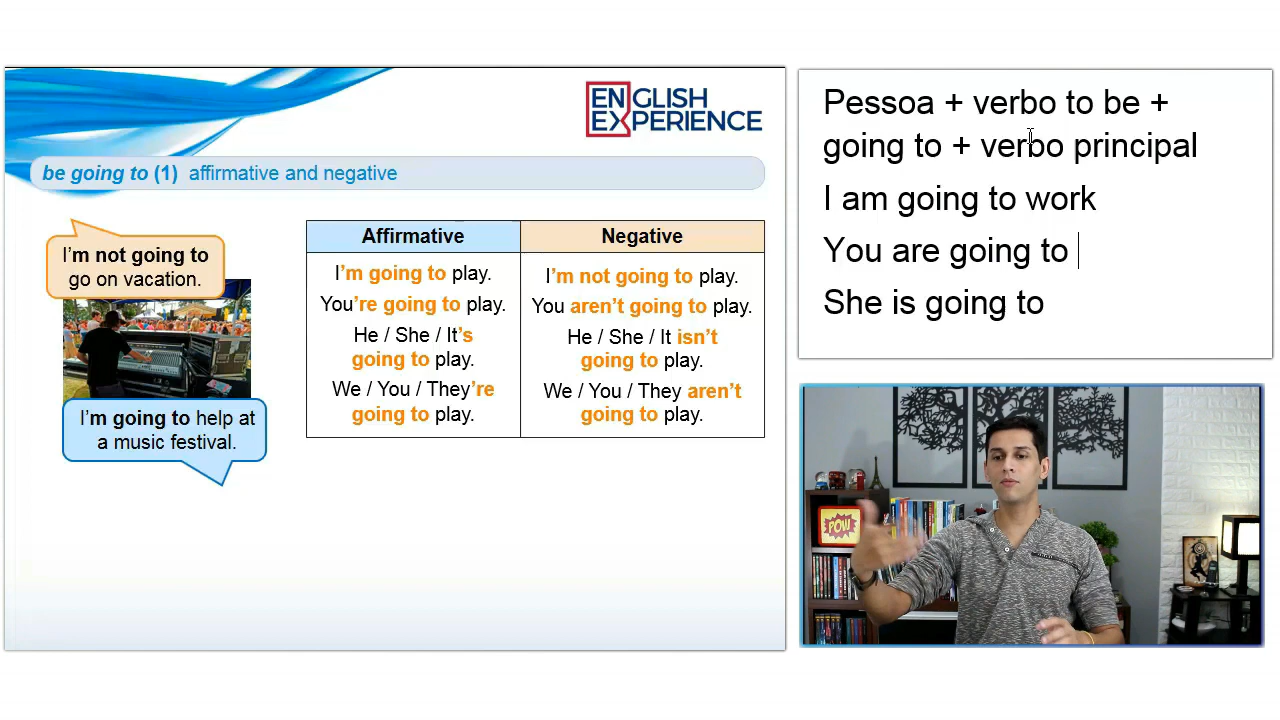 ENGLISH
EXPERIENCE
be going to (1) affirmative and negative
I'm not going to
go on vacation.
I'm going to help at
a music festival.
Affirmative
I'm going to play.
You're going to play.
He / She / It's
going to play.
We / You / They're
going to play.
Negative
I'm not going to play.
You aren't going to play.
He / She / It isn't
going to play.
We / You / They aren't
going to play.
Pessoa + verbo to be +
going to + verbo principal
I am going to work
You are going to
She is going to
POW